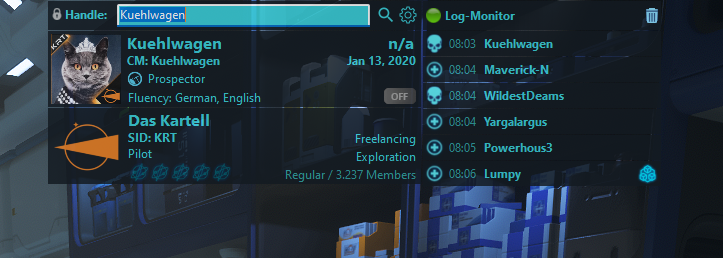 Handle: Kuehlwagen
KRT
Kuehlwagen n/a
CM: Kuehlwagen Jan 13, 2020
Prospector
Fluency: German, English OFF
Das Kartell
SID: KRT Freelancing
Pilot Exploration
Regular / 3.237 Members
Log-Monitor
08:03 Kuehlwagen
08:04 Maverick-N
08:04 WildestDeams
08:04 Yargalargus
08:05 Powerhous3
08:06 Lumpy